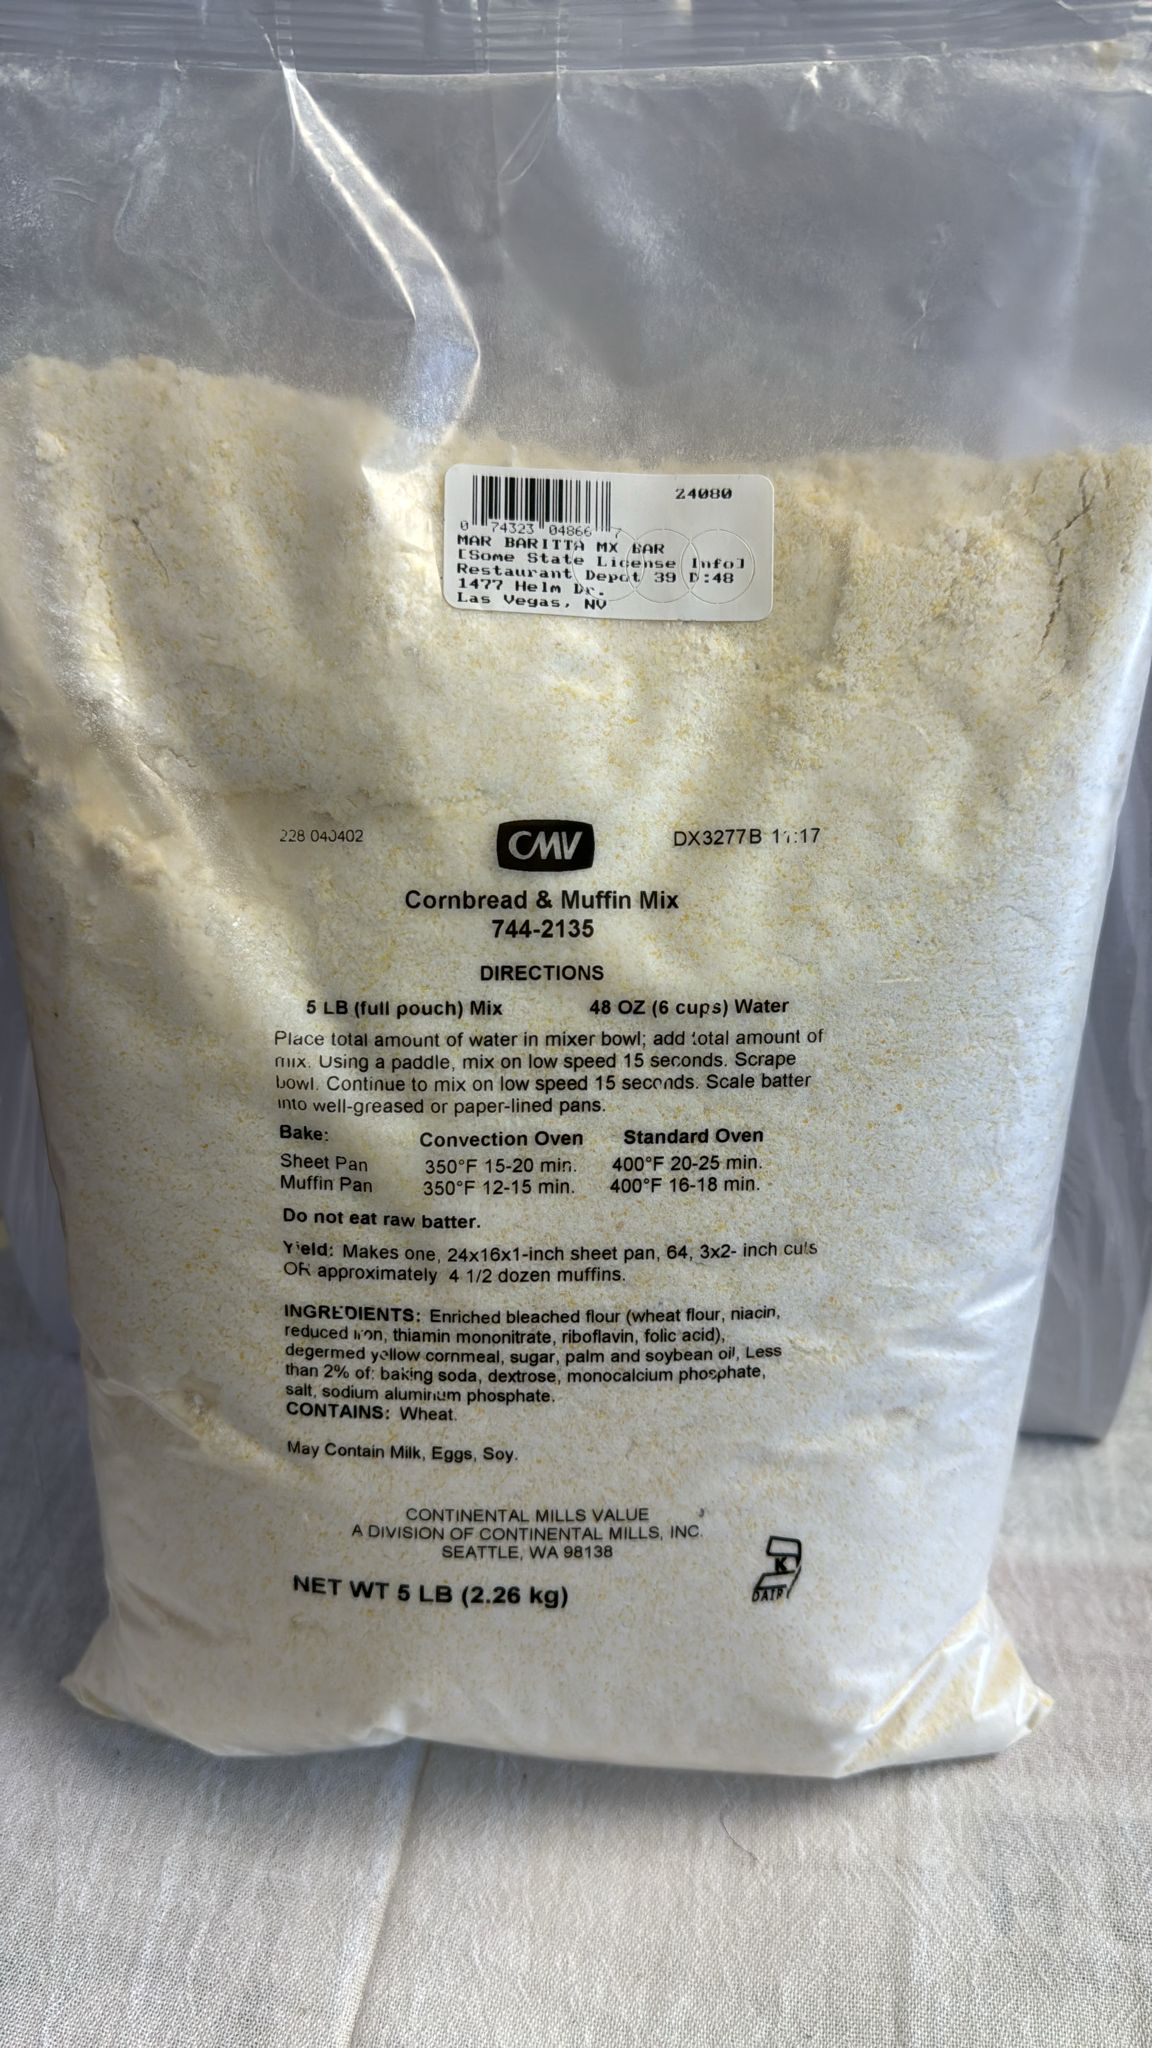 24080
0 74323 04866 7
MAR BARITTA MX BAR
[Some State License Info]
Restaurant Depot 39 D:48
1477 Helm Dr.
Las Vegas, NV
228 040402
CMV
DX3277B 11:17
Cornbread & Muffin Mix
744-2135
DIRECTIONS
5 LB (full pouch) Mix 48 OZ (6 cups) Water
Place total amount of water in mixer bowl; add total amount of
mix. Using a paddle, mix on low speed 15 seconds. Scrape
bowl. Continue to mix on low speed 15 seconds. Scale batter
into well-greased or paper-lined pans.
Bake: Convection Oven Standard Oven
Sheet Pan 350°F 15-20 min. 400°F 20-25 min.
Muffin Pan 350°F 12-15 min. 400°F 16-18 min.
Do not eat raw batter.
Yield: Makes one, 24x16x1-inch sheet pan, 64, 3x2- inch cuts
OR approximately 4 1/2 dozen muffins.
INGREDIENTS: Enriched bleached flour (wheat flour, niacin,
reduced iron, thiamin mononitrate, riboflavin, folic acid),
degermed yellow cornmeal, sugar, palm and soybean oil, Less
than 2% of: baking soda, dextrose, monocalcium phosphate,
salt, sodium aluminum phosphate.
CONTAINS: Wheat.
May Contain Milk, Eggs, Soy.
CONTINENTAL MILLS VALUE
A DIVISION OF CONTINENTAL MILLS, INC.
SEATTLE, WA 98138
K
DAIRY
NET WT 5 LB (2.26 kg)